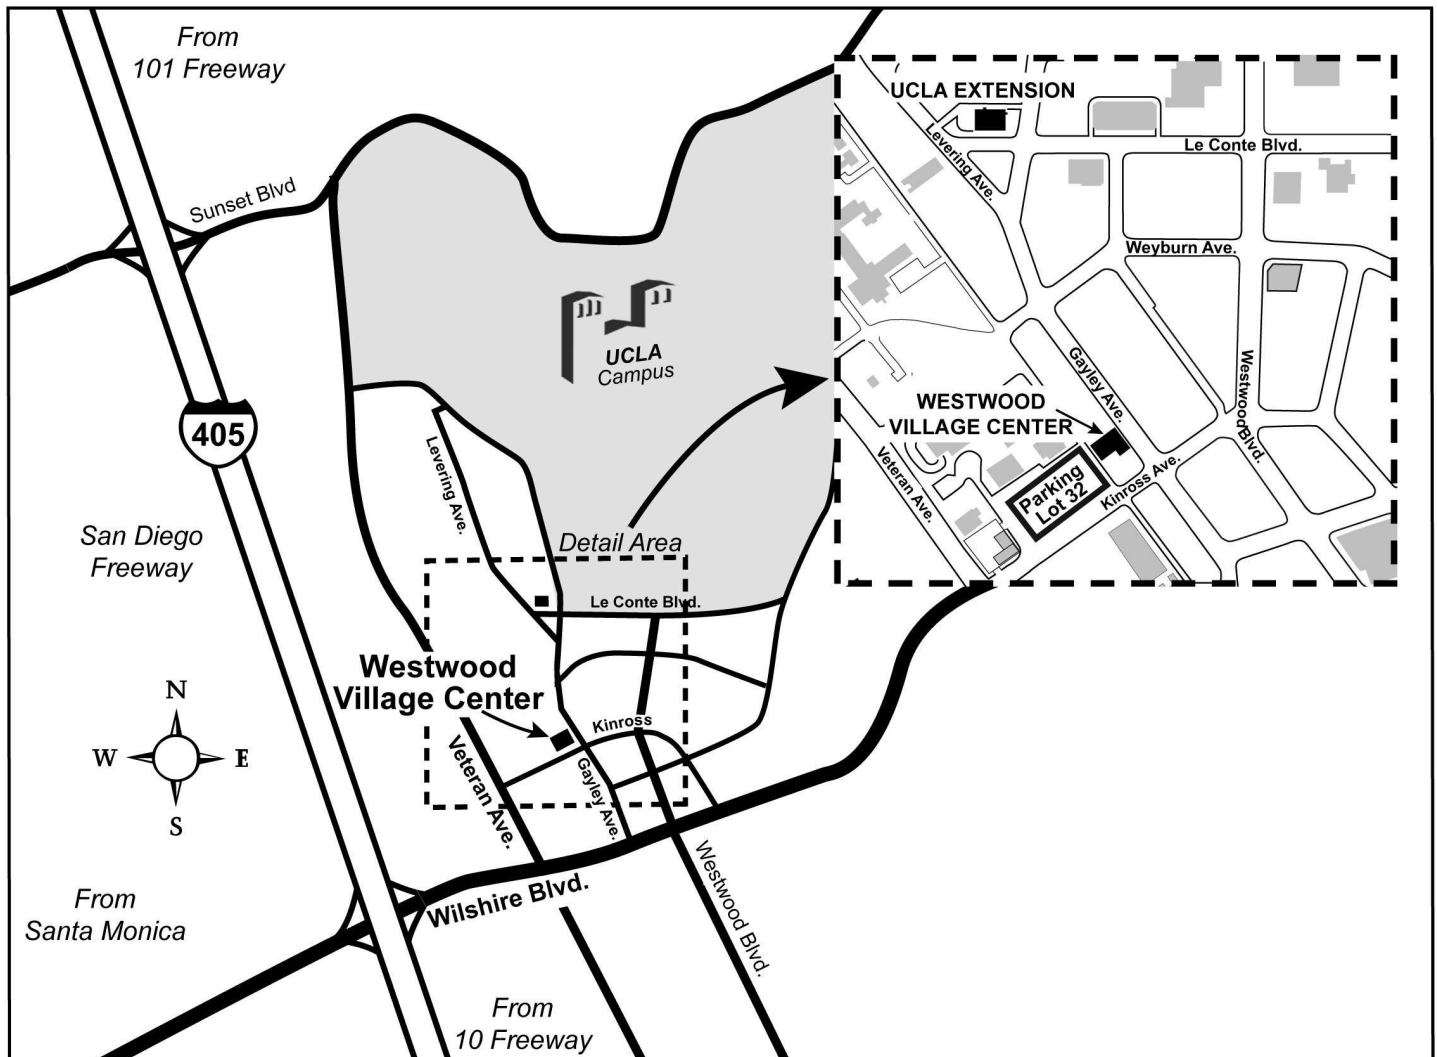 From
101 Freeway
UCLA EXTENSION
Levering Ave.
Le Conte Blvd.
Sunset Blvd
Weyburn Ave.
UCLA
Campus
Gayley Ave.
Westwood Blvd.
WESTWOOD
VILLAGE CENTER
405
Levering Ave.
Veteran Ave.
Parking
Lot 32
Kinross Ave.
San Diego
Freeway
Detail Area
Le Conte Blvd.
Westwood
Village Center
Kinross
N
W
E
S
Veteran Ave.
Gayley Ave.
Wilshire Blvd.
Westwood Blvd.
From
Santa Monica
From
10 Freeway